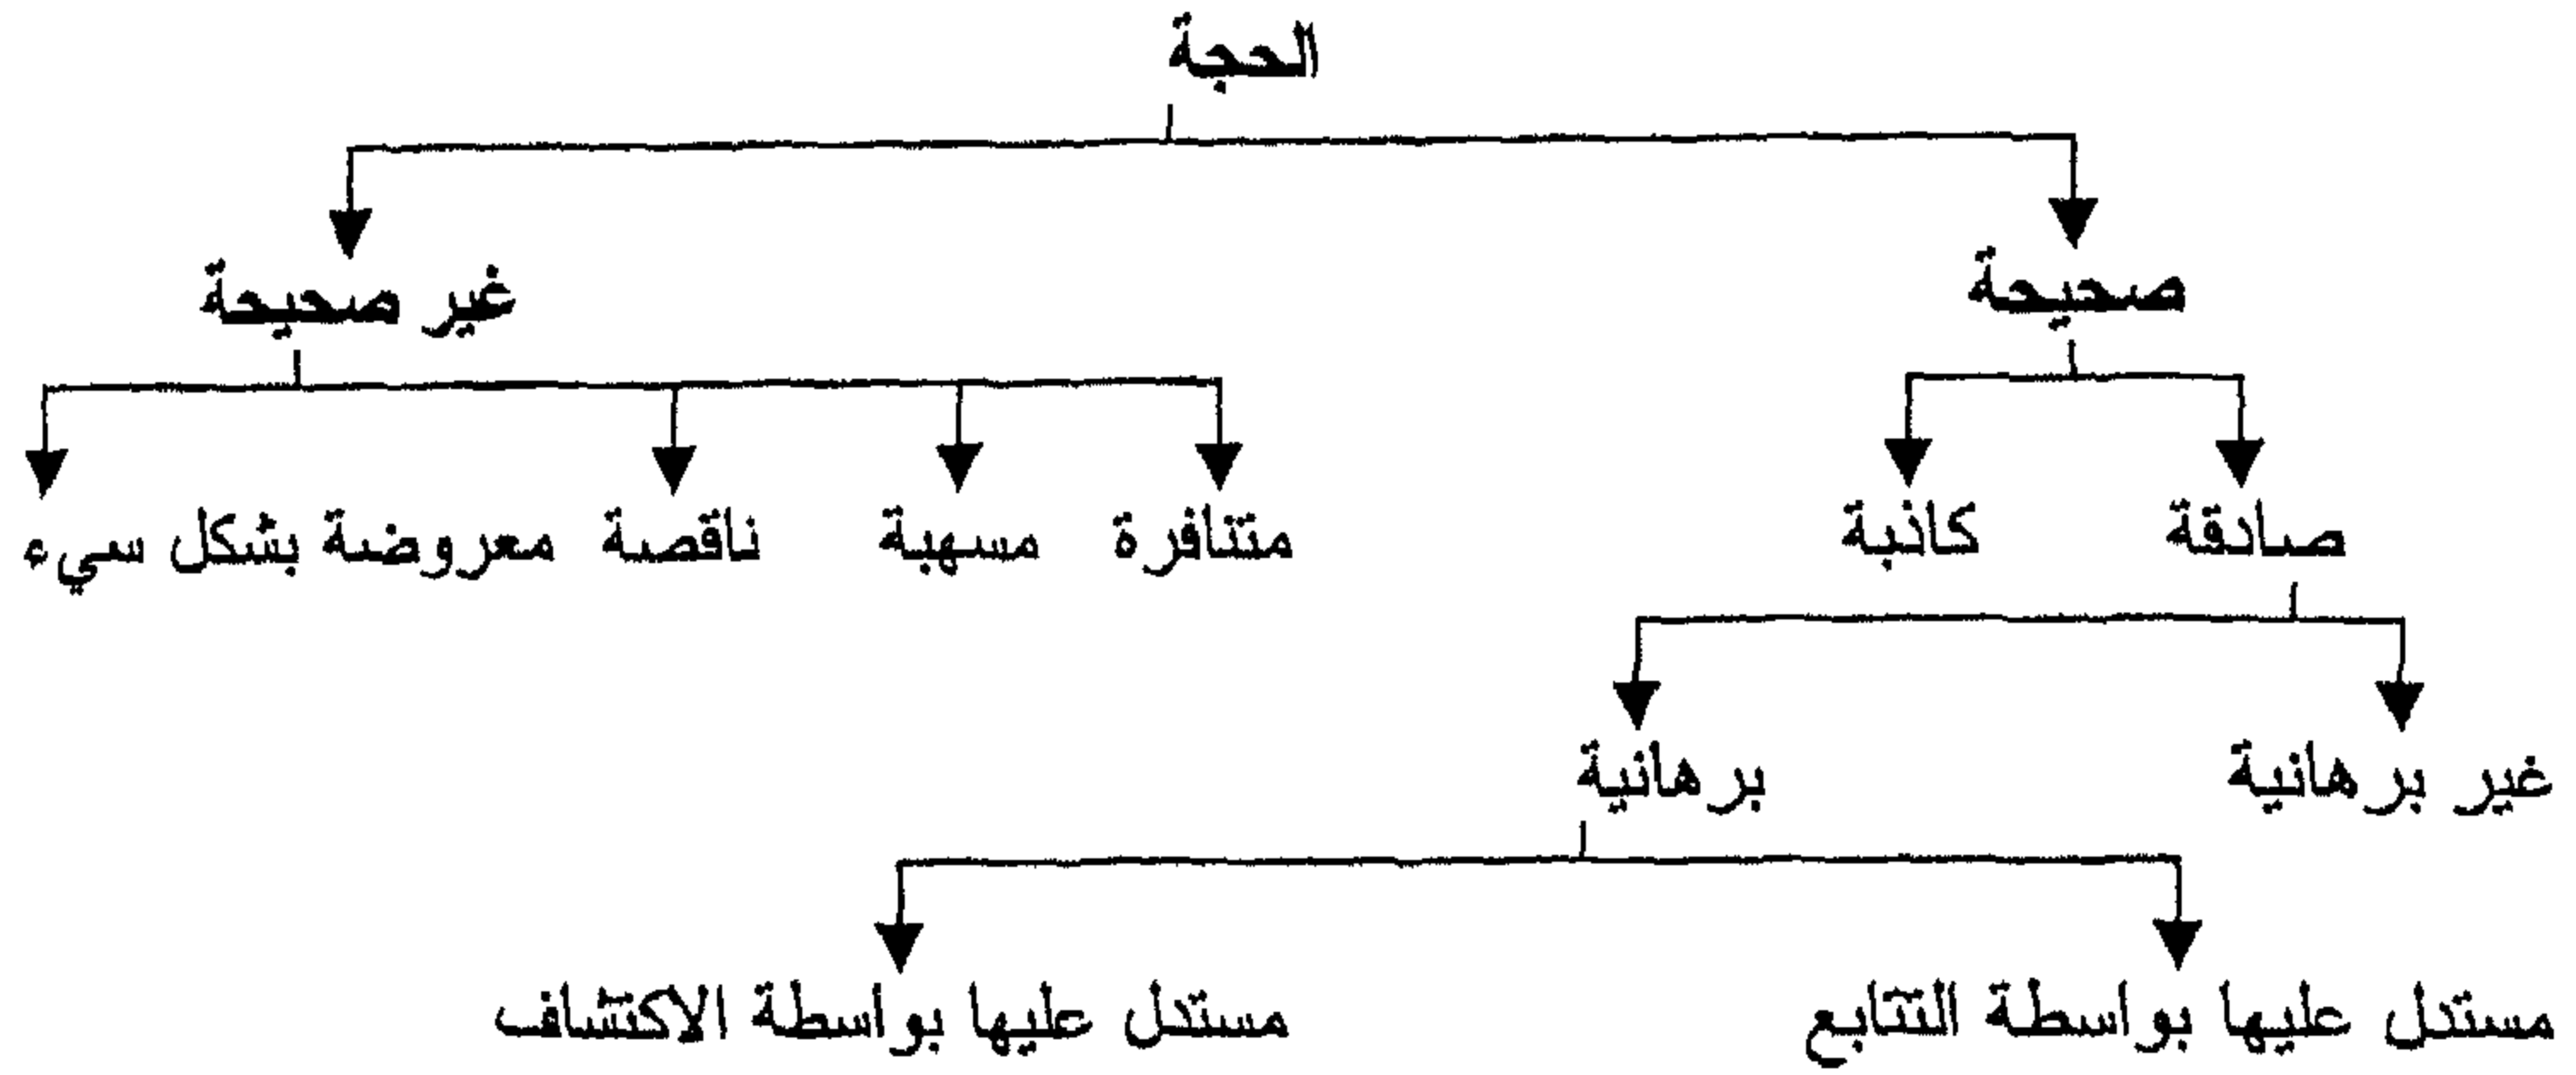 الحجة
صحيحة
غير صحيحة
صادقة
كاذبة
متنافرة
مسهبة
ناقصة
معروضة بشكل سيء
غير برهانية
برهانية
مستدل عليها بواسطة التتابع
مستدل عليها بواسطة الاكتشاف